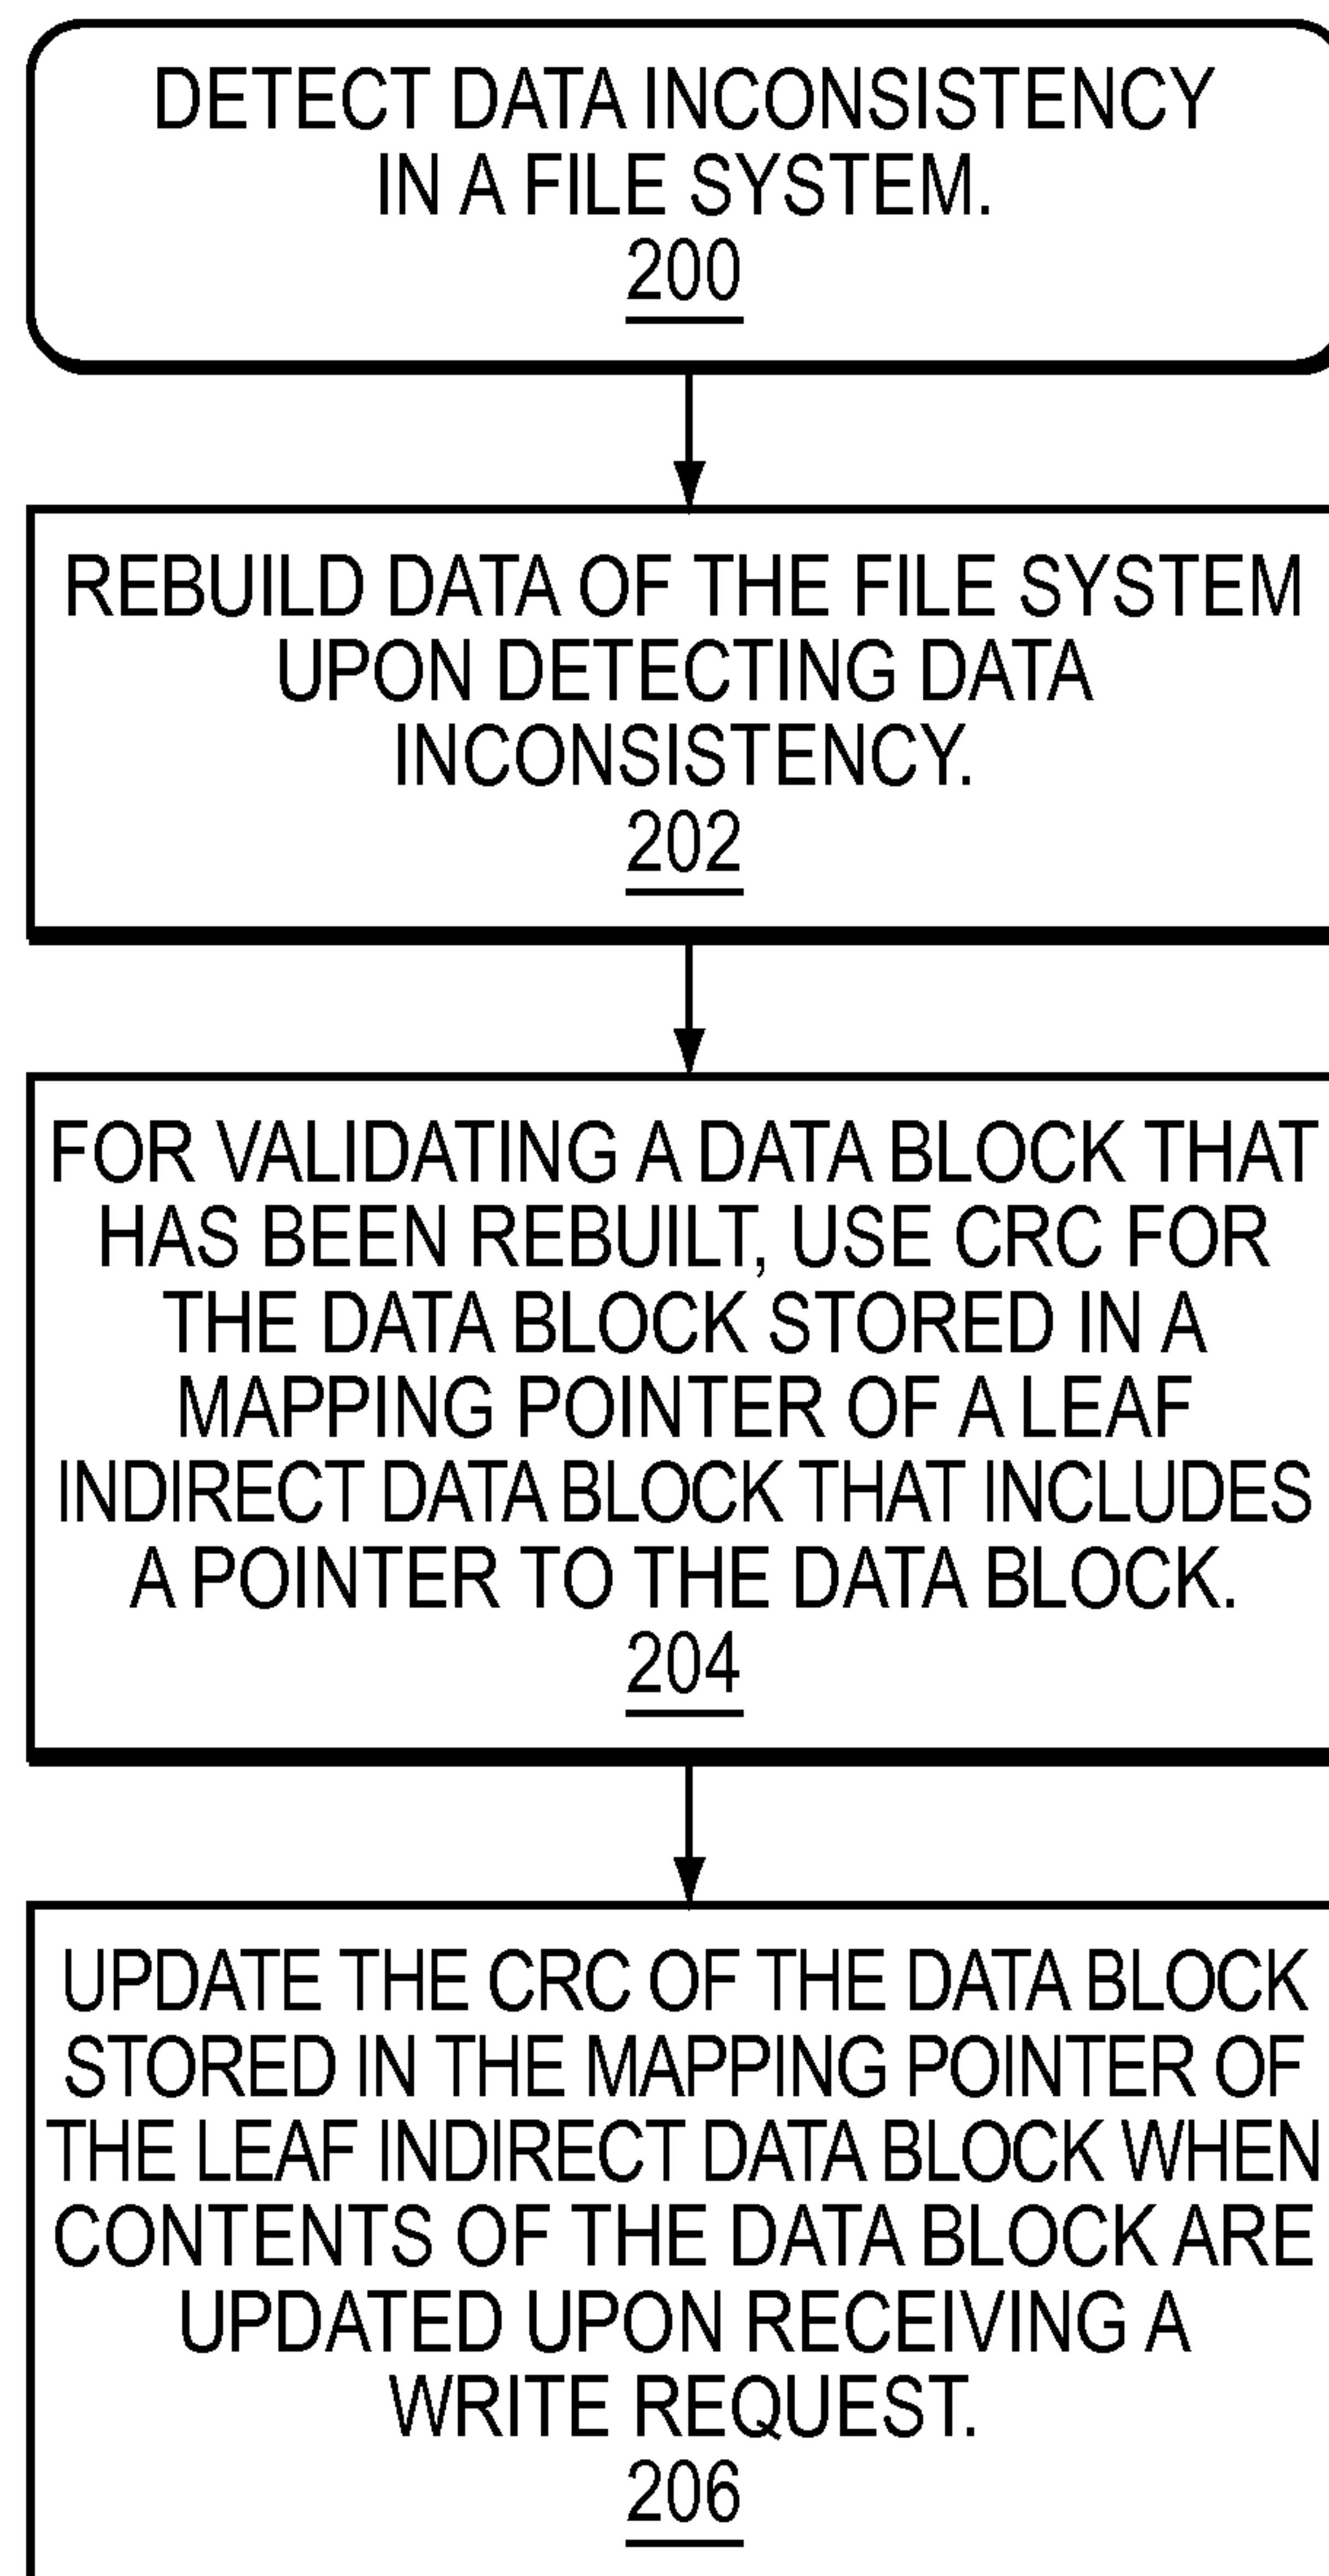 DETECT DATA INCONSISTENCY
IN A FILE SYSTEM.
200
REBUILD DATA OF THE FILE SYSTEM
UPON DETECTING DATA
INCONSISTENCY.
202
FOR VALIDATING A DATA BLOCK THAT
HAS BEEN REBUILT, USE CRC FOR
THE DATA BLOCK STORED IN A
MAPPING POINTER OF A LEAF
INDIRECT DATA BLOCK THAT INCLUDES
A POINTER TO THE DATA BLOCK.
204
UPDATE THE CRC OF THE DATA BLOCK
STORED IN THE MAPPING POINTER OF
THE LEAF INDIRECT DATA BLOCK WHEN
CONTENTS OF THE DATA BLOCK ARE
UPDATED UPON RECEIVING A
WRITE REQUEST.
206